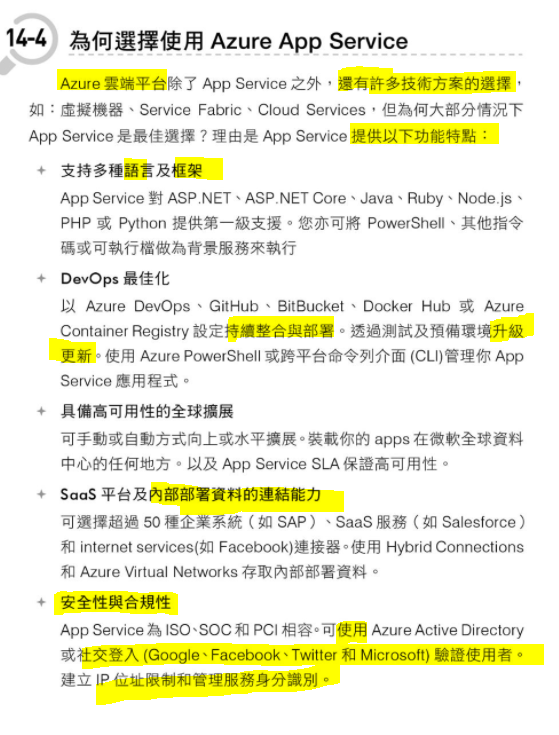 14-4 為何選擇使用 Azure App Service
Azure 雲端平台除了 App Service 之外，還有許多技術方案的選擇，
如：虛擬機器、Service Fabric、Cloud Services，但為何大部分情況下
App Service 是最佳選擇？理由是 App Service 提供以下功能特點：
+ 支持多種語言及框架
App Service 對 ASP.NET、ASP.NET Core、Java、Ruby、Node.js、
PHP 或 Python 提供第一級支援。您亦可將 PowerShell、其他指令
碼或可執行檔做為背景服務來執行
+ DevOps 最佳化
以 Azure DevOps、GitHub、BitBucket、Docker Hub 或 Azure
Container Registry 設定持續整合與部署。透過測試及預備環境升級
更新。使用 Azure PowerShell 或跨平台命令列介面 (CLI)管理你 App
Service 應用程式。
+ 具備高可用性的全球擴展
可手動或自動方式向上或水平擴展。裝載你的 apps 在微軟全球資料
中心的任何地方。以及 App Service SLA 保證高可用性。
+ SaaS 平台及內部部署資料的連結能力
可選擇超過 50 種企業系統（如 SAP）、SaaS 服務（如 Salesforce）
和 internet services(如 Facebook)連接器。使用 Hybrid Connections
和 Azure Virtual Networks 存取內部部署資料。
+ 安全性與合規性
App Service 為 ISO、SOC 和 PCI 相容。可使用 Azure Active Directory
或社交登入 (Google、Facebook、Twitter 和 Microsoft) 驗證使用者。
建立 IP 位址限制和管理服務身分識別。